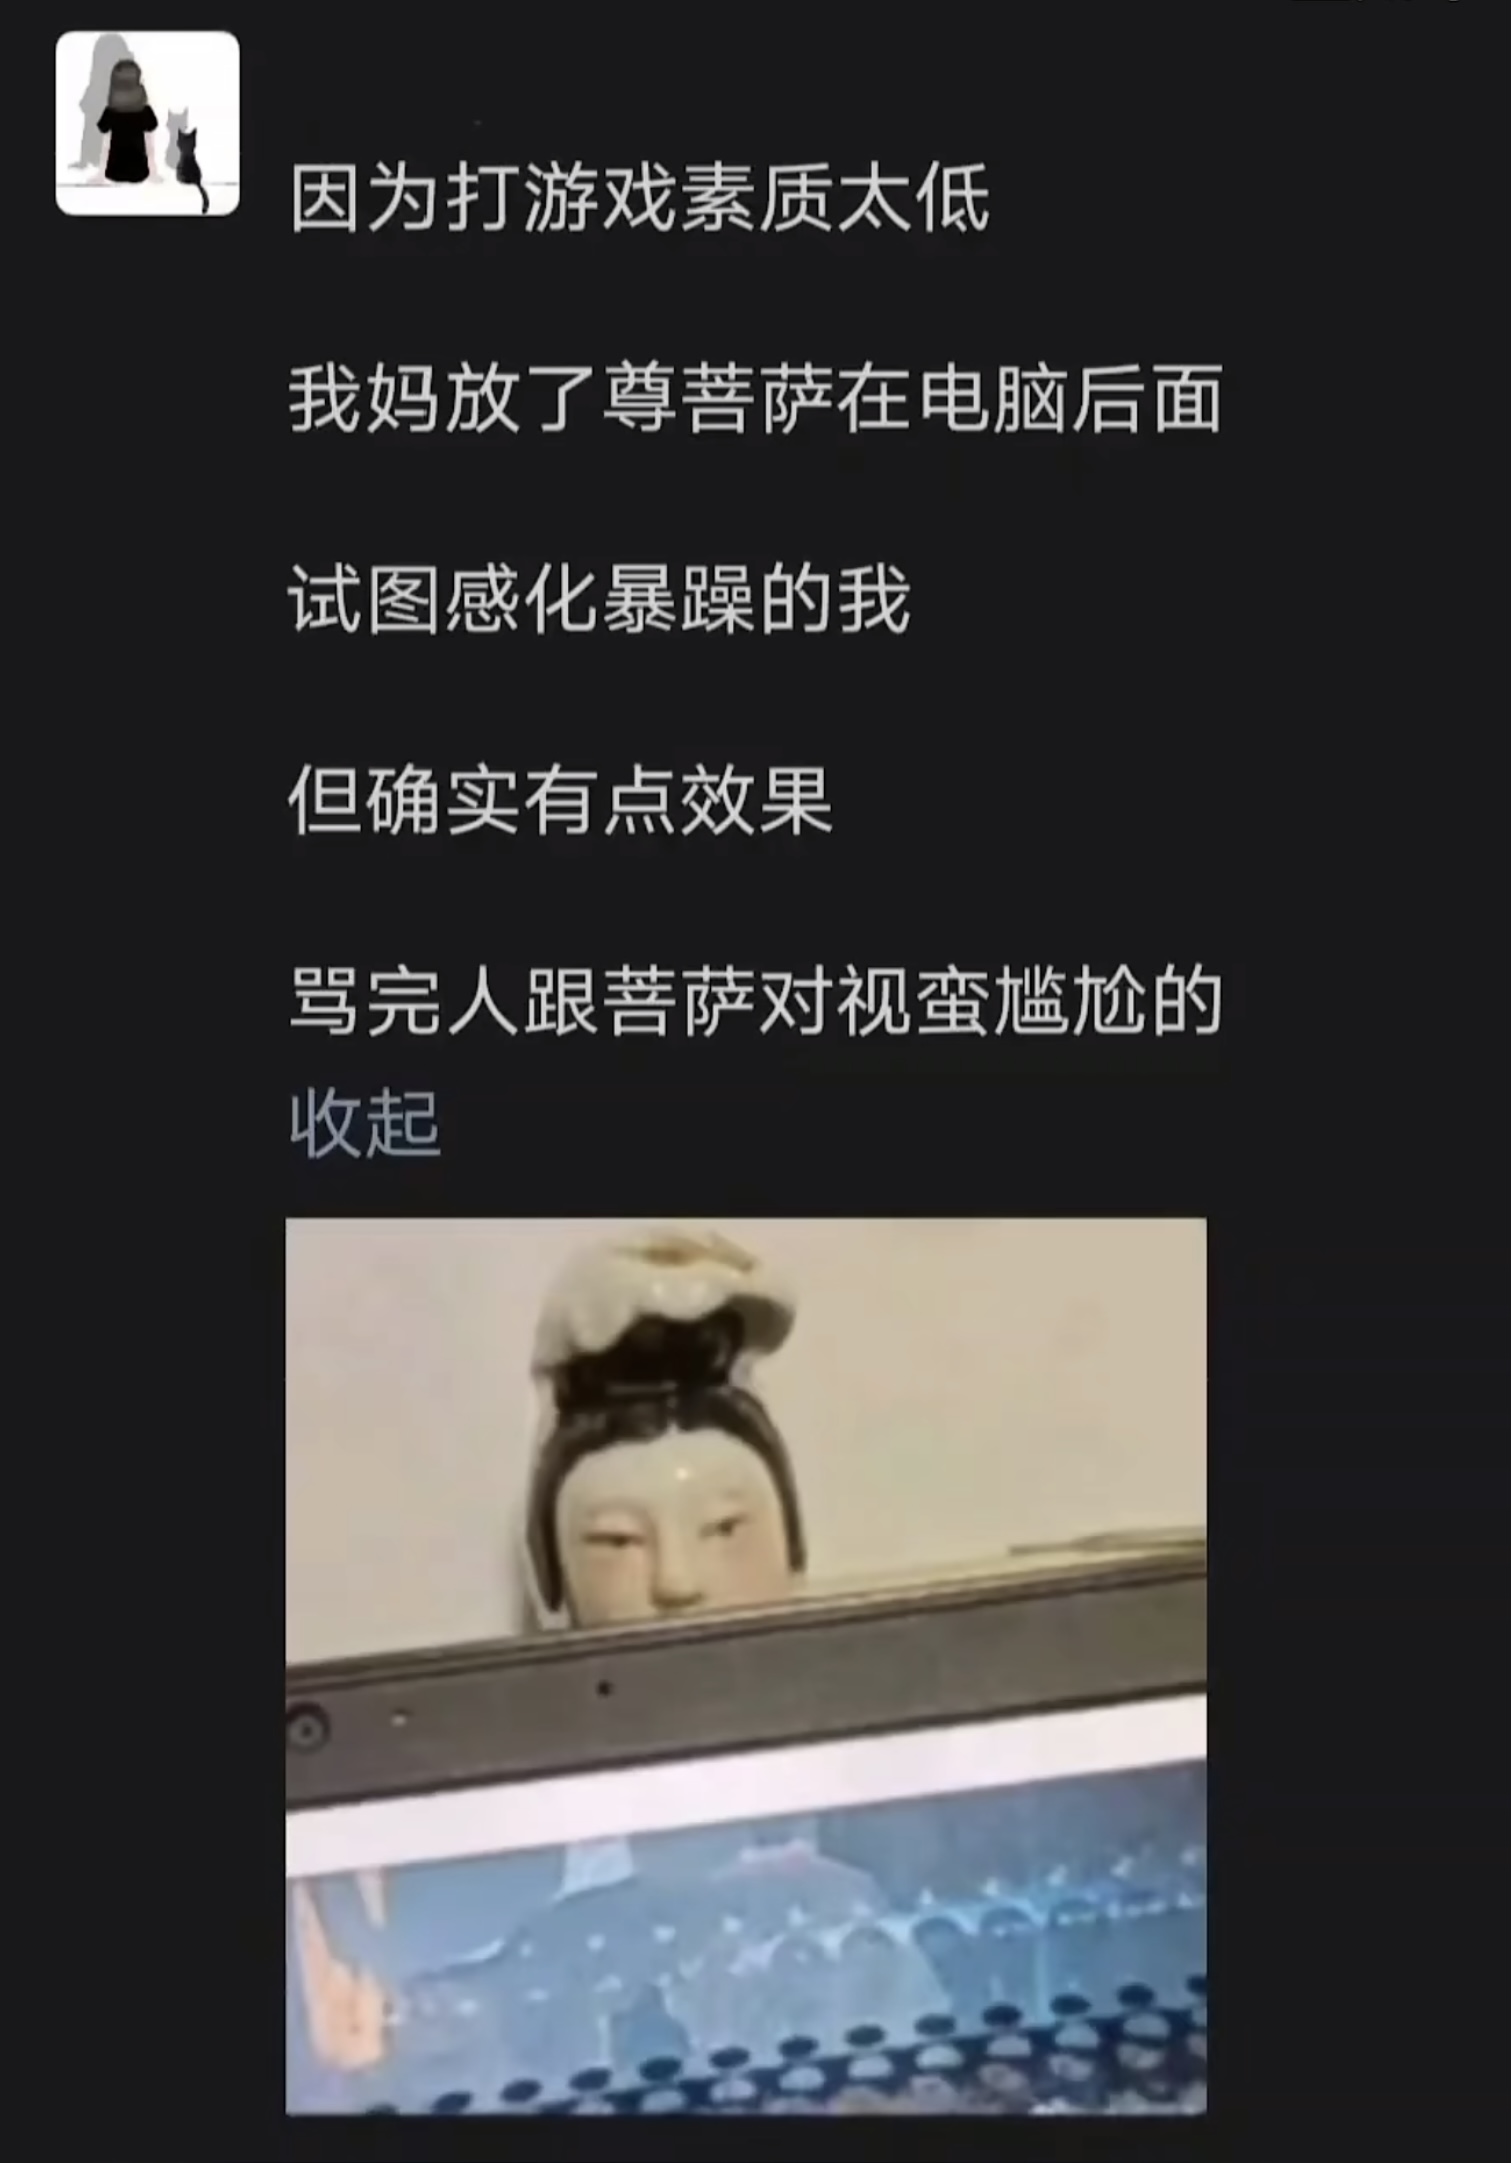 因为打游戏素质太低
我妈放了尊菩萨在电脑后面
试图感化暴躁的我
但确实有点效果
骂完人跟菩萨对视蛮尴尬的
收起